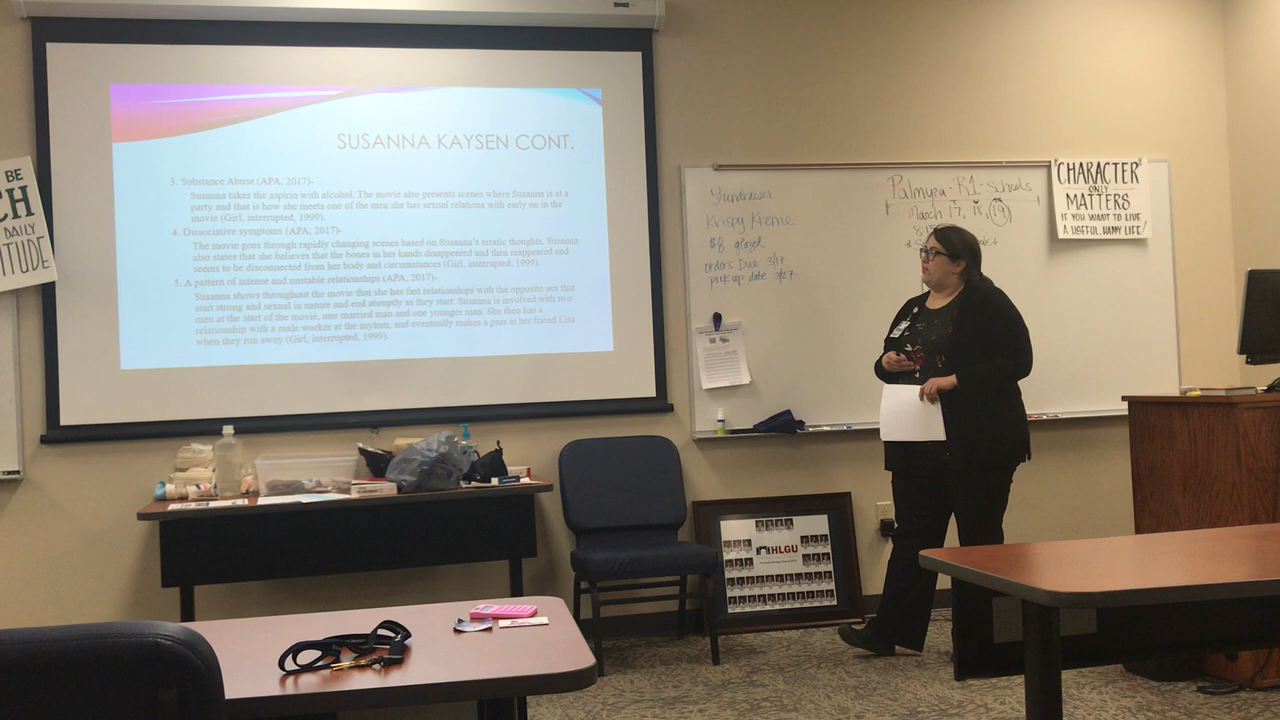 BE
CH
DAILY
ITUDE
SUSANNA KAYSEN CONT.
3. Substance Abuse (APA, 2017)-
Susanna takes the aspirin with alcohol. The movie also presents scenes where Susanna is at a
party and that is how she meets one of the men she has sexual relations with early on in the
movie (Girl, interrupted, 1999).
4. Dissociative symptoms (APA, 2017)-
The movie goes through rapidly changing scenes based on Susanna's erratic thoughts. Susanna
also states that she believes that the bones in her hands disappeared and then reappeared and
seems to be disconnected from her body and circumstances (Girl, interrupted, 1999).
5. A pattern of intense and unstable relationships (APA, 2017)-
Susanna shows throughout the movie that she has fast relationships with the opposite sex that
start strong and sexual in nature and end abruptly as they start. Susanna is involved with two
men at the start of the movie, one married man and one younger man. She then has a
relationship with a male worker at the asylum, and eventually makes a pass at her friend Lisa
when they run away (Girl, interrupted, 1999).
Fundraiser
Krispy Kreme
$8 glazed
orders Due 3/17
pick up date 3/27
Palmyra-R1-schools
March 17, 18, 19
CHARACTER
ONLY
MATTERS
IF YOU WANT TO LIVE
A USEFUL, HAPPY LIFE!
HLGU